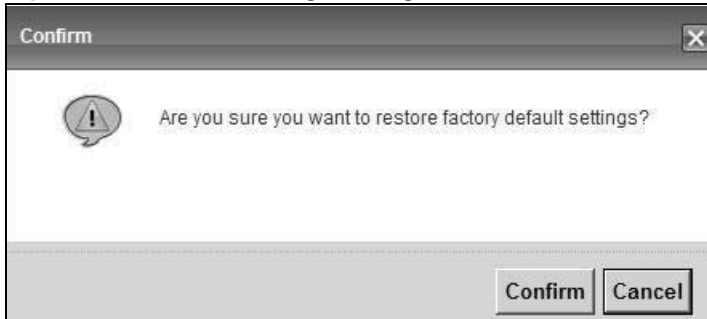 Confirm
Are you sure you want to restore factory default settings?
Confirm Cancel